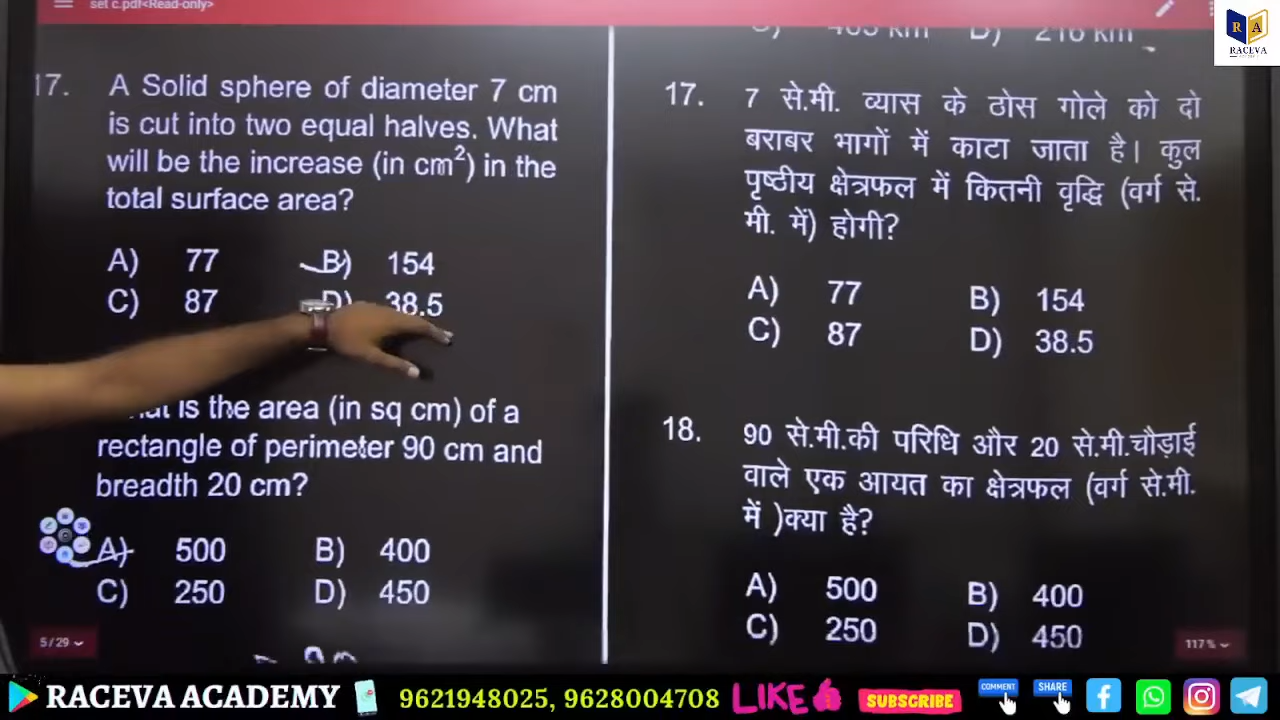 set c.pdf<Read-only>
RACEVA
17. A Solid sphere of diameter 7 cm
is cut into two equal halves. What
will be the increase (in cm²) in the
total surface area?
A) 77 B) 154
C) 87 D) 38.5
is the area (in sq cm) of a
rectangle of perimeter 90 cm and
breadth 20 cm?
A) 500 B) 400
C) 250 D) 450
5/29
D) 216 km
17. 7 से.मी. व्यास के ठोस गोले को दो
बराबर भागों में काटा जाता है। कुल
पृष्ठीय क्षेत्रफल में कितनी वृद्धि (वर्ग से.
मी. में) होगी?
A) 77 B) 154
C) 87 D) 38.5
18. 90 से.मी.की परिधि और 20 से.मी.चौड़ाई
वाले एक आयत का क्षेत्रफल (वर्ग से.मी.
में )क्या है?
A) 500 B) 400
C) 250 D) 450
117%
RACEVA ACADEMY 9621948025, 9628004708 LIKE SUBSCRIBE COMMENT SHARE